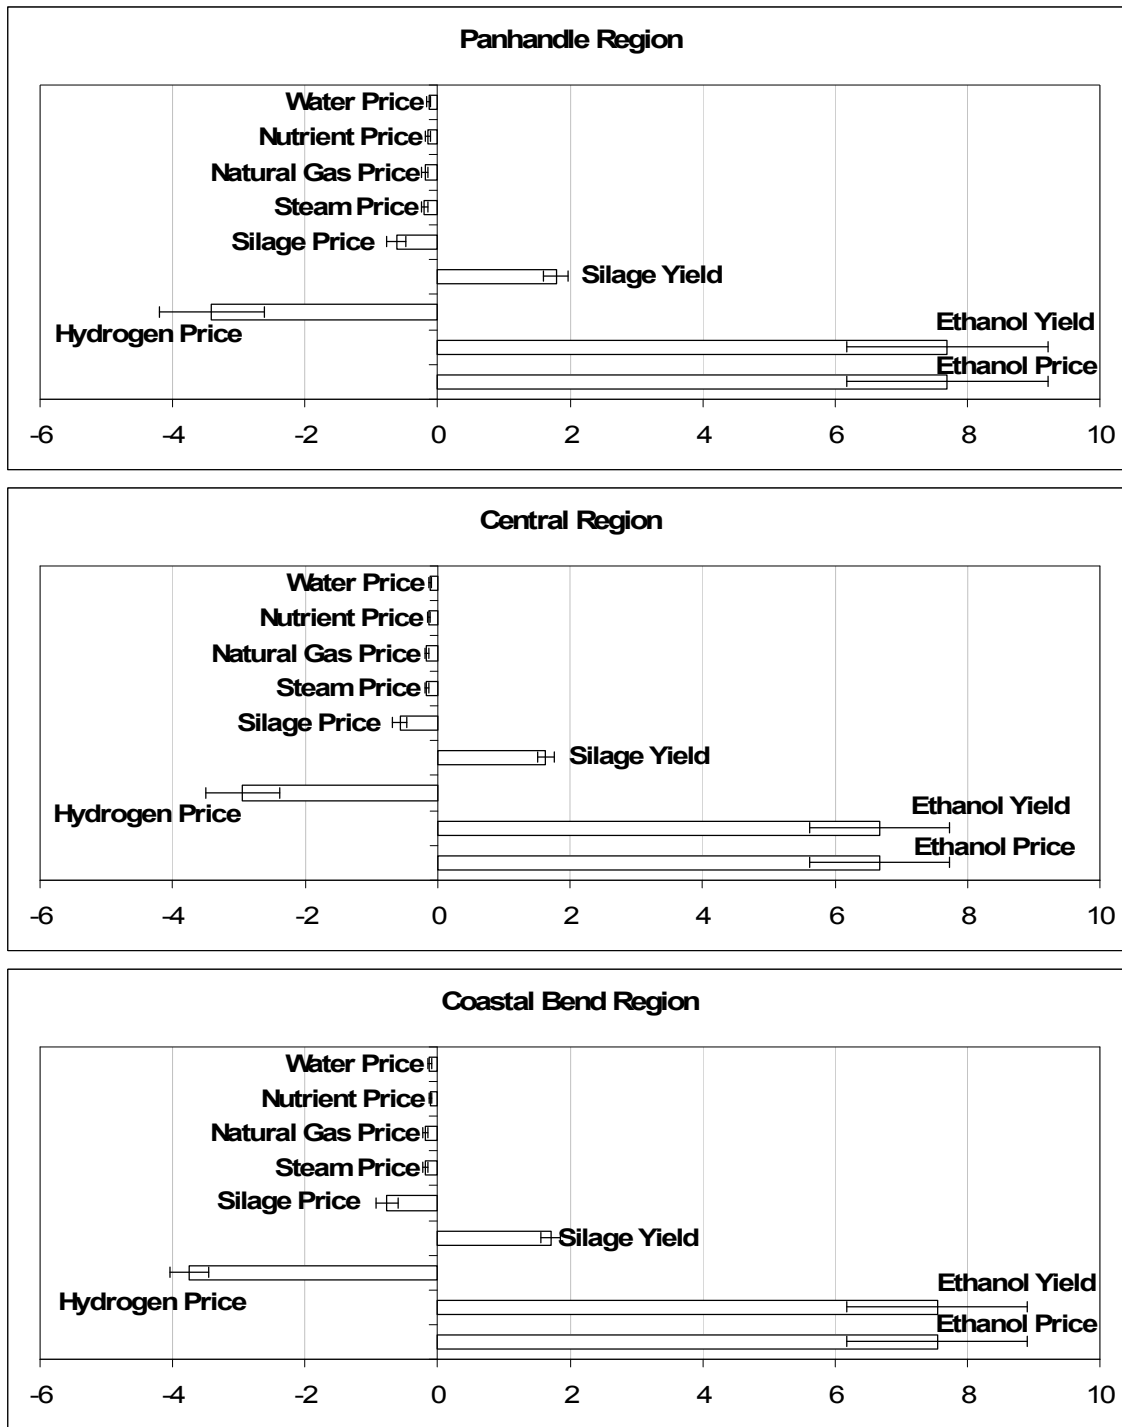 Panhandle Region
Water Price
Nutrient Price
Natural Gas Price
Steam Price
Silage Price
Silage Yield
Hydrogen Price
Ethanol Yield
Ethanol Price
-6 -4 -2 0 2 4 6 8 10
Central Region
Water Price
Nutrient Price
Natural Gas Price
Steam Price
Silage Price
Silage Yield
Hydrogen Price
Ethanol Yield
Ethanol Price
-6 -4 -2 0 2 4 6 8 10
Coastal Bend Region
Water Price
Nutrient Price
Natural Gas Price
Steam Price
Silage Price
Silage Yield
Hydrogen Price
Ethanol Yield
Ethanol Price
-6 -4 -2 0 2 4 6 8 10